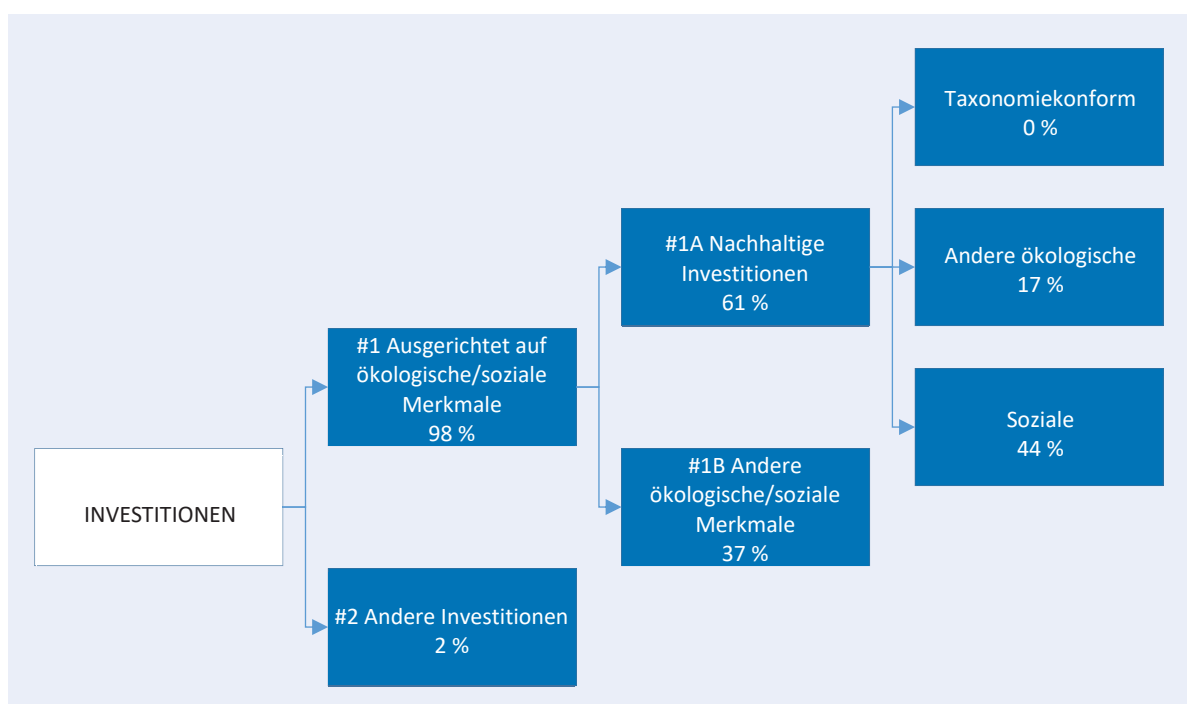 INVESTITIONEN
#1 Ausgerichtet auf
ökologische/soziale
Merkmale
98 %
#2 Andere Investitionen
2 %
#1A Nachhaltige
Investitionen
61 %
#1B Andere
ökologische/soziale
Merkmale
37 %
Taxonomiekonform
0 %
Andere ökologische
17 %
Soziale
44 %